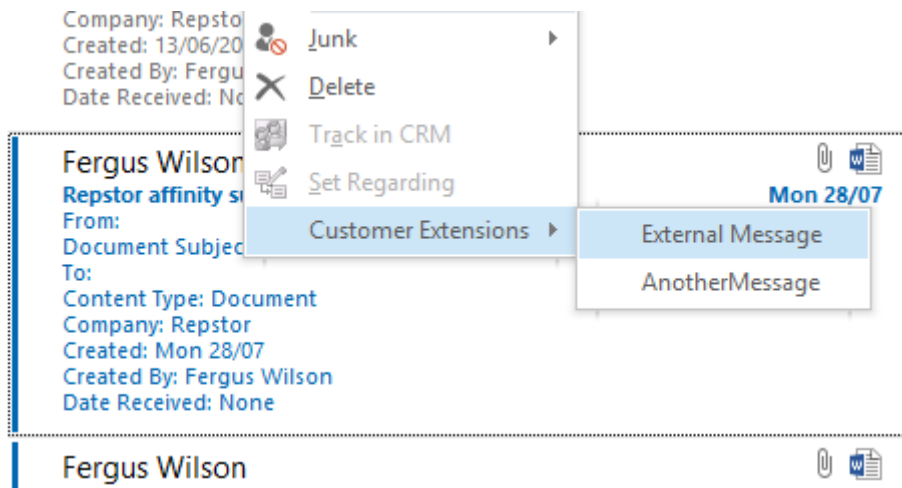 Company: Repsto
Created: 13/06/20
Created By: Fergu
Date Received: No
Junk
Delete
Track in CRM
Set Regarding
Customer Extensions
External Message
AnotherMessage
Fergus Wilson
Repstor affinity su
Mon 28/07
From:
Document Subjec
To:
Content Type: Document
Company: Repstor
Created: Mon 28/07
Created By: Fergus Wilson
Date Received: None
Fergus Wilson